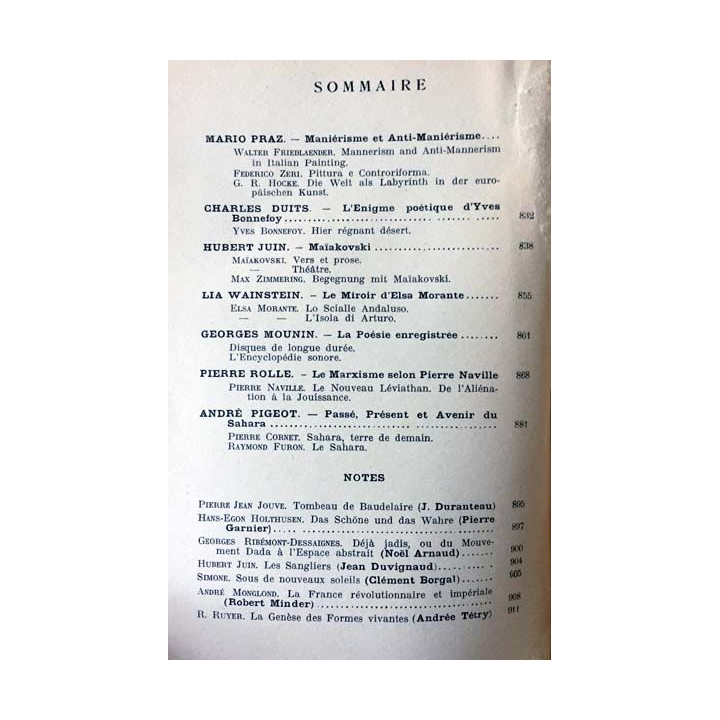 SOMMAIRE
MARIO PRAZ. — Maniérisme et Anti-Maniérisme....
WALTER FRIEDLAENDER. Mannerism and Anti-Mannerism
in Italian Painting.
FEDERICO ZERI. Pittura e Controriforma.
G. R. HOCKE. Die Welt als Labyrinth in der euro-
päischen Kunst.
CHARLES DUITS. — L'Enigme poétique d'Yves
Bonnefoy .................................................. 832
YVES BONNEFOY. Hier régnant désert.
HUBERT JUIN. — Maïakovski ............................ 838
MAÏAKOVSKI. Vers et prose.
— Théâtre.
MAX ZIMMERING. Begegnung mit Maïakovski.
LIA WAINSTEIN. — Le Miroir d'Elsa Morante ....... 855
ELSA MORANTE. Lo Scialle Andaluso.
— — L'Isola di Arturo.
GEORGES MOUNIN. — La Poésie enregistrée ........ 861
Disques de longue durée.
L'Encyclopédie sonore.
PIERRE ROLLE. — Le Marxisme selon Pierre Naville 868
PIERRE NAVILLE. Le Nouveau Léviathan. De l'Aliéna-
tion à la Jouissance.
ANDRÉ PIGEOT. — Passé, Présent et Avenir du
Sahara .................................................. 881
PIERRE CORNET. Sahara, terre de demain.
RAYMOND FURON. Le Sahara.
NOTES
PIERRE JEAN JOUVE. Tombeau de Baudelaire (J. Duranteau) 895
HANS-EGON HOLTHUSEN. Das Schöne und das Wahre (Pierre
Garnier) .................................................. 897
GEORGES RIBÉMONT-DESSAIGNES. Déjà jadis, ou du Mouve-
ment Dada à l'Espace abstrait (Noël Arnaud) ....... 900
HUBERT JUIN. Les Sangliers (Jean Duvignaud) .......... 904
SIMONE. Sous de nouveaux soleils (Clément Borgal) ....... 905
ANDRÉ MONGLOND. La France révolutionnaire et impériale
(Robert Minder) .................................... 908
R. RUYER. La Genèse des Formes vivantes (Andrée Tétry) 911